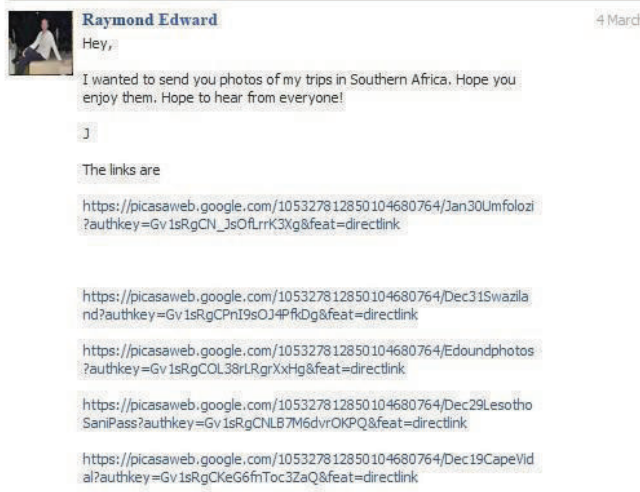 Raymond Edward
4 March
Hey,
I wanted to send you photos of my trips in Southern Africa. Hope you
enjoy them. Hope to hear from everyone!
J
The links are
https://picasaweb.google.com/105327812850104680764/Jan30Umfolozi
?authkey=Gv1sRgCN_JsOfLrrK3Xg&feat=directlink
https://picasaweb.google.com/105327812850104680764/Dec31Swazila
nd?authkey=Gv1sRgCPnI9sOJ4PfkDg&feat=directlink
https://picasaweb.google.com/105327812850104680764/Edoundphotos
?authkey=Gv1sRgCOL38rLRgrXxHg&feat=directlink
https://picasaweb.google.com/105327812850104680764/Dec29Lesotho
SaniPass?authkey=Gv1sRgCNLB7M6dvrOKPQ&feat=directlink
https://picasaweb.google.com/105327812850104680764/Dec19CapeVid
al?authkey=Gv1sRgCKeG6fnToc3ZaQ&feat=directlink